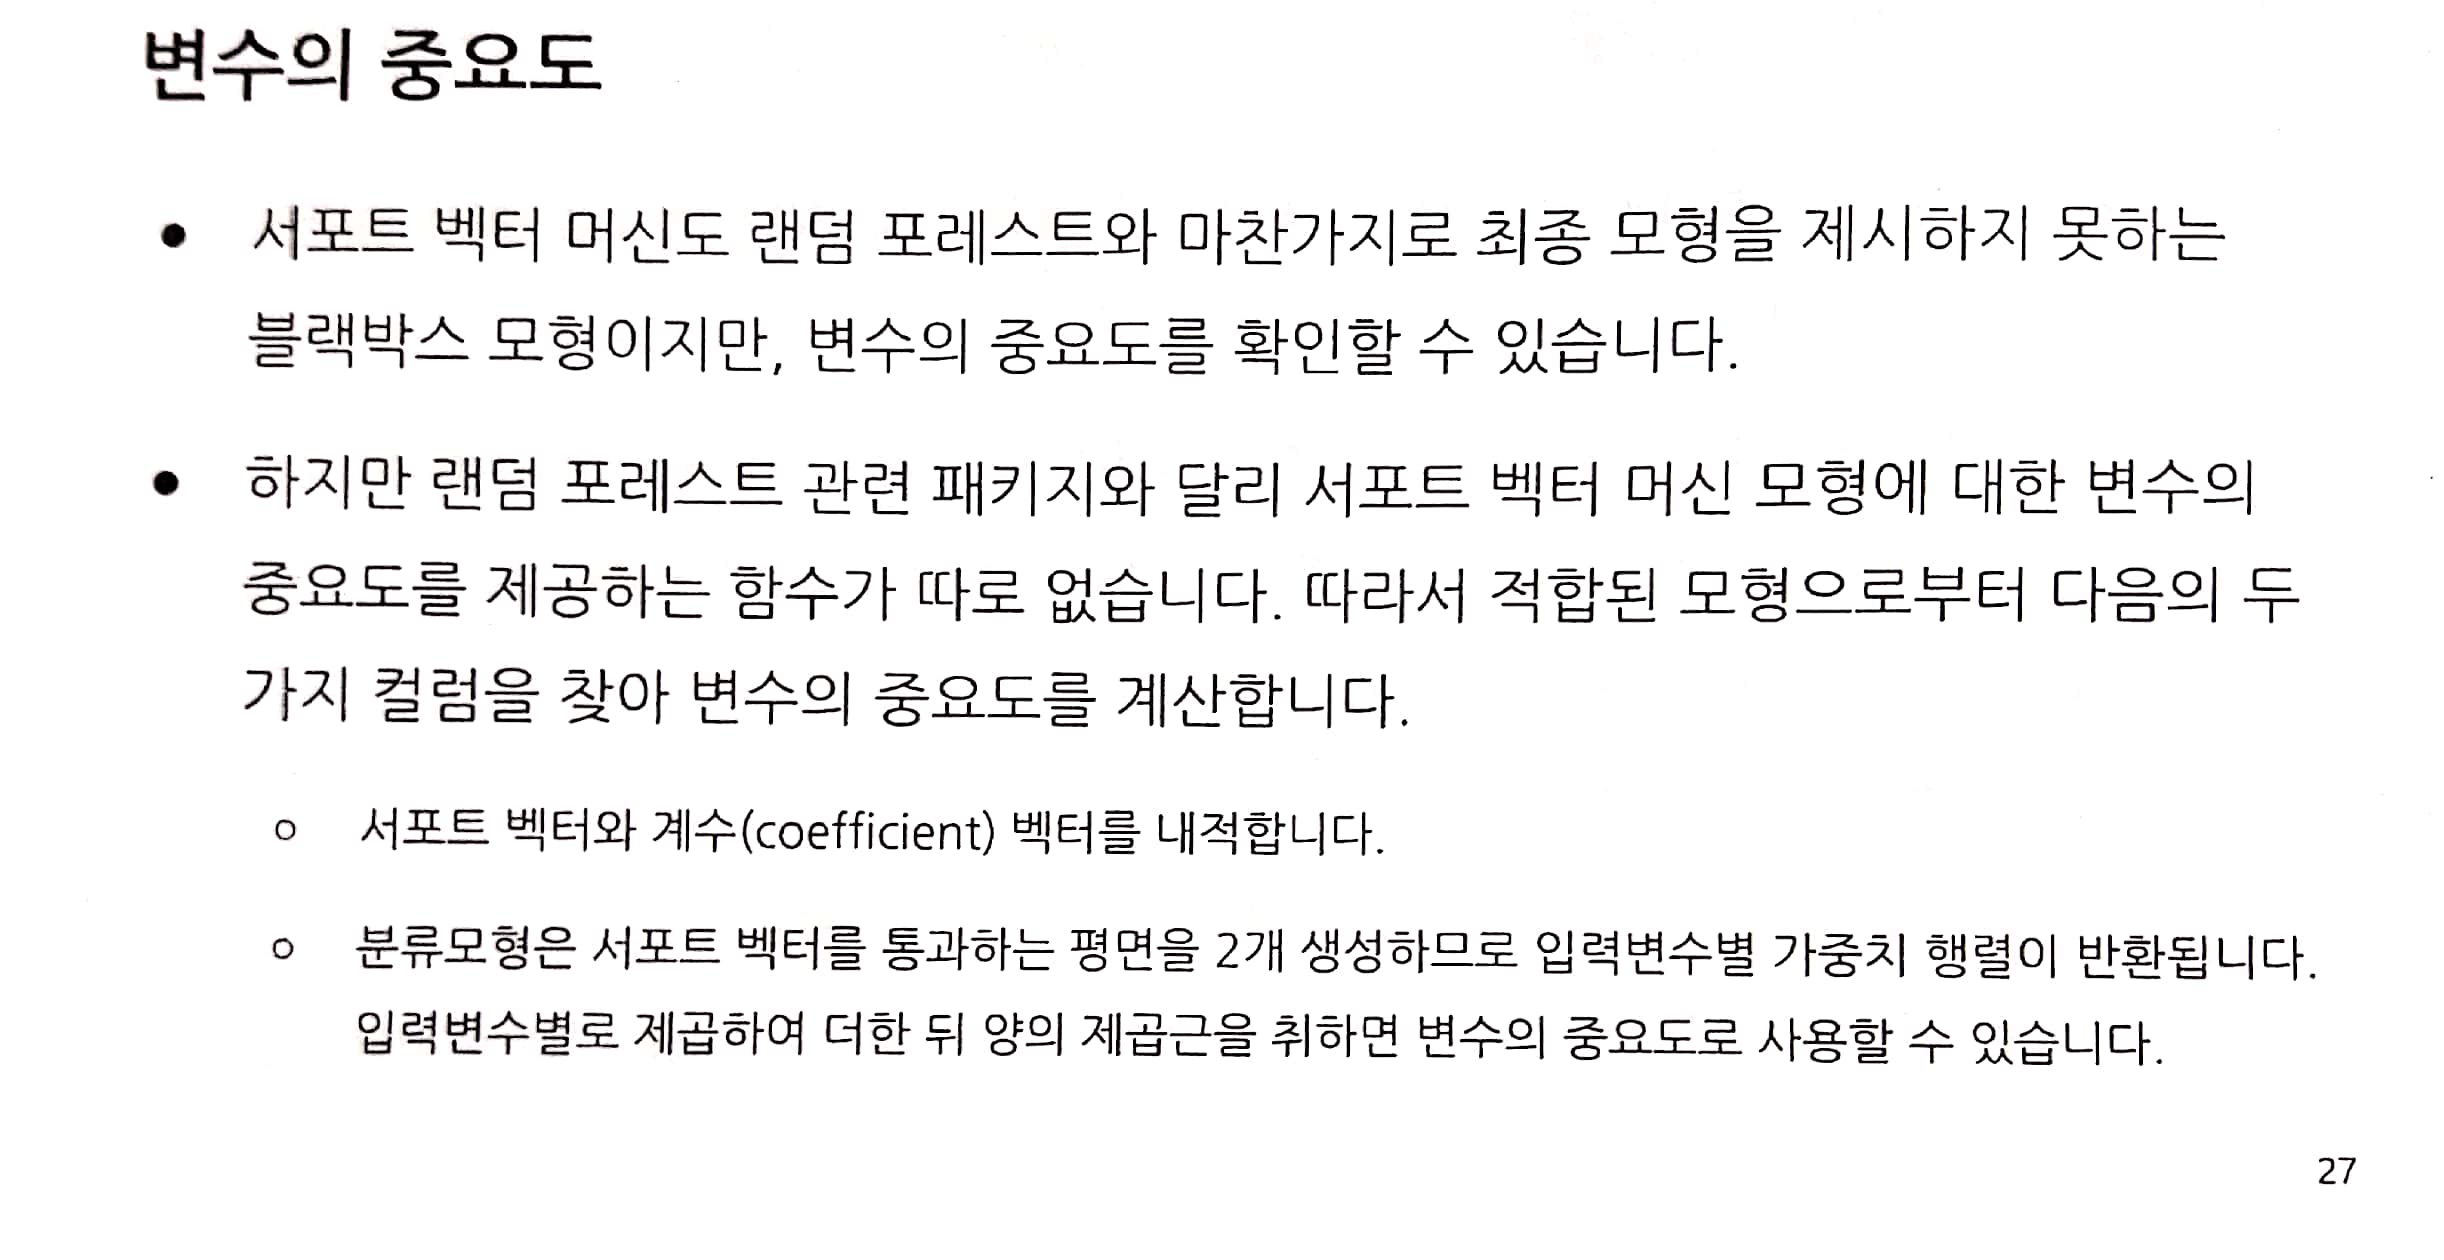 변수의 중요도
● 서포트 벡터 머신도 랜덤 포레스트와 마찬가지로 최종 모형을 제시하지 못하는
블랙박스 모형이지만, 변수의 중요도를 확인할 수 있습니다.
● 하지만 랜덤 포레스트 관련 패키지와 달리 서포트 벡터 머신 모형에 대한 변수의
중요도를 제공하는 함수가 따로 없습니다. 따라서 적합된 모형으로부터 다음의 두
가지 컬럼을 찾아 변수의 중요도를 계산합니다.
○ 서포트 벡터와 계수(coefficient) 벡터를 내적합니다.
○ 분류모형은 서포트 벡터를 통과하는 평면을 2개 생성하므로 입력변수별 가중치 행렬이 반환됩니다.
입력변수별로 제곱하여 더한 뒤 양의 제곱근을 취하면 변수의 중요도로 사용할 수 있습니다.
27